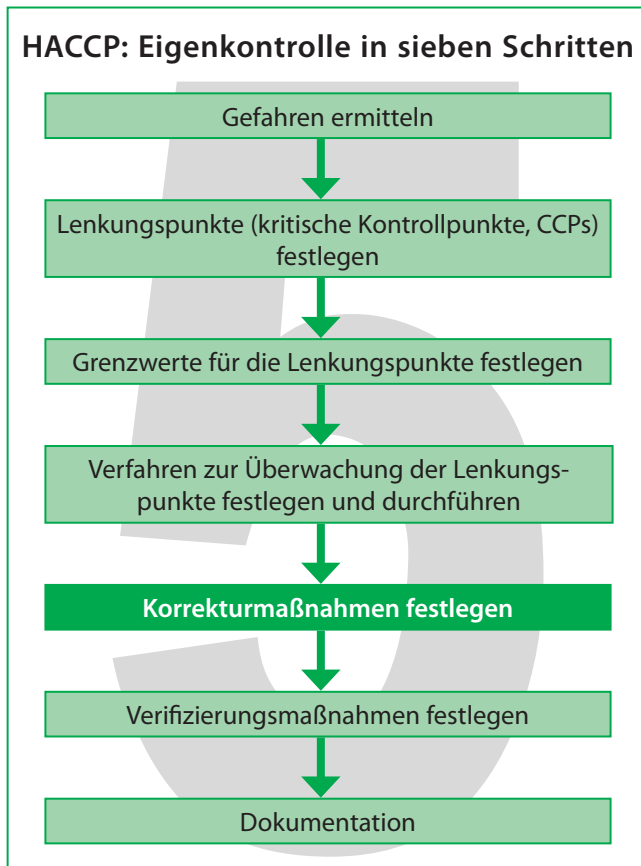 HACCP: Eigenkontrolle in sieben Schritten
Gefahren ermitteln
Lenkungspunkte (kritische Kontrollpunkte, CCPs)
festlegen
Grenzwerte für die Lenkungspunkte festlegen
Verfahren zur Überwachung der Lenkungs-
punkte festlegen und durchführen
Korrekturmaßnahmen festlegen
Verifizierungsmaßnahmen festlegen
Dokumentation
5